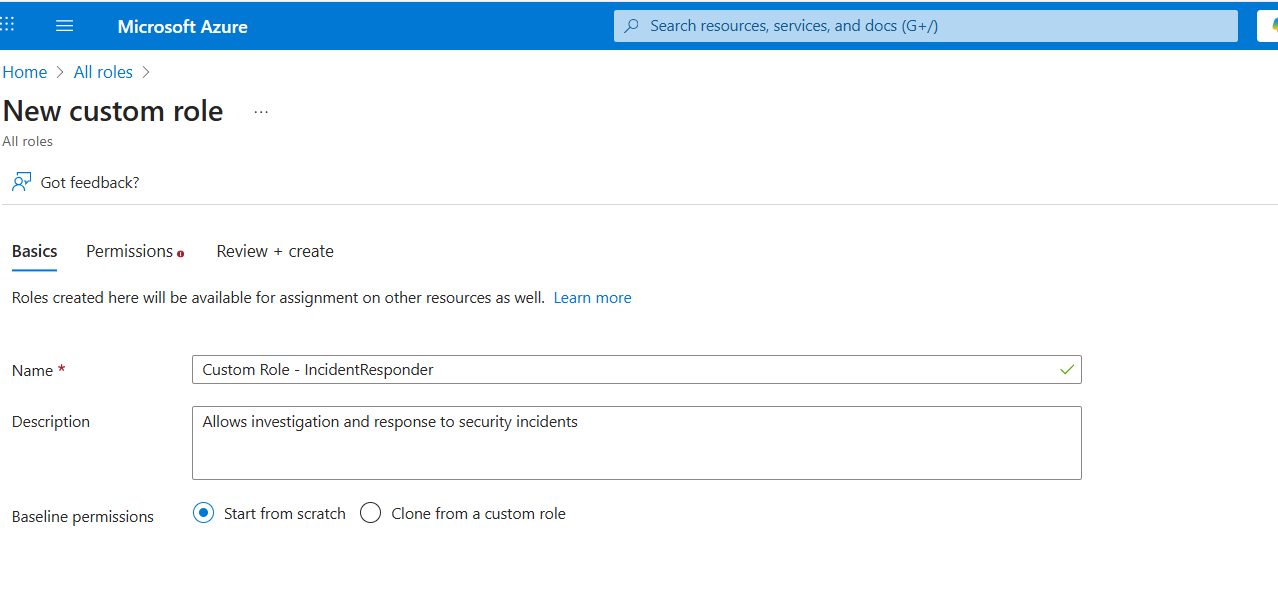 Microsoft Azure
Search resources, services, and docs (G+/)
Home > All roles >
New custom role ...
All roles
Got feedback?
Basics Permissions Review + create
Roles created here will be available for assignment on other resources as well. Learn more
Name * Custom Role - IncidentResponder
Description Allows investigation and response to security incidents
Baseline permissions Start from scratch Clone from a custom role